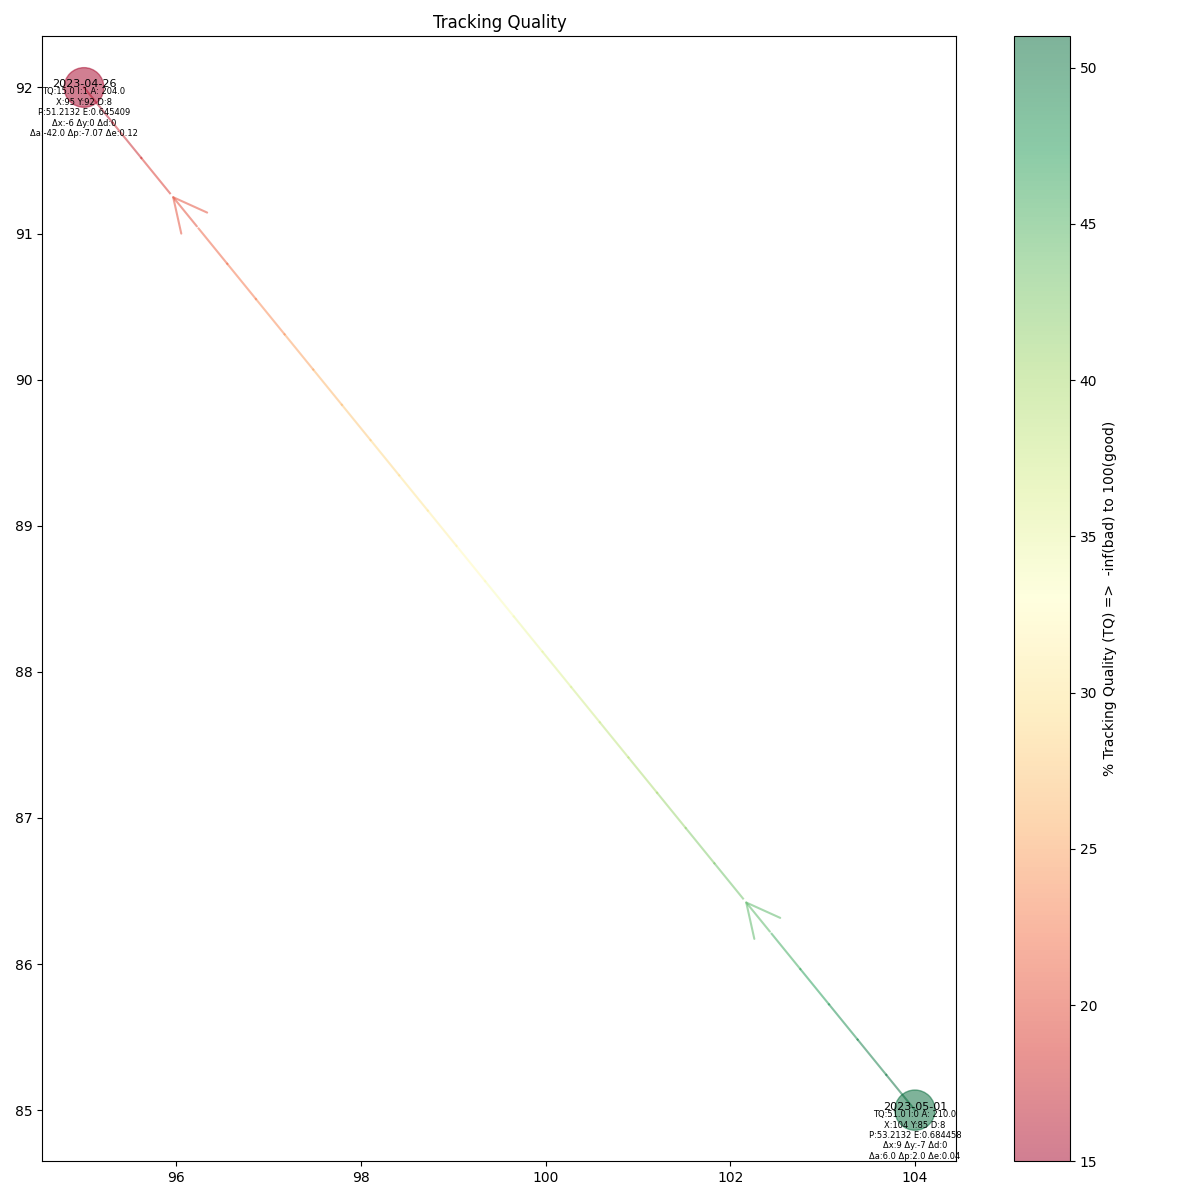 Tracking Quality
2023-04-26
TQ:15.0 I:1 A: 204.0
X:95 Y:92 D:8
P:51.2132 E:0.645409
Δx:-6 Δy:0 Δd:0
Δa:-42.0 Δp:-7.07 Δe:0.12
92
91
90
89
88
87
86
85
2023-05-01
TQ:51.0 I:0 A: 210.0
X:104 Y:85 D:8
P:53.2132 E:0.684458
Δx:9 Δy:-7 Δd:0
Δa:6.0 Δp:2.0 Δe:0.04
96 98 100 102 104
50
45
40
35
30
25
20
15
% Tracking Quality (TQ) => -inf(bad) to 100(good)